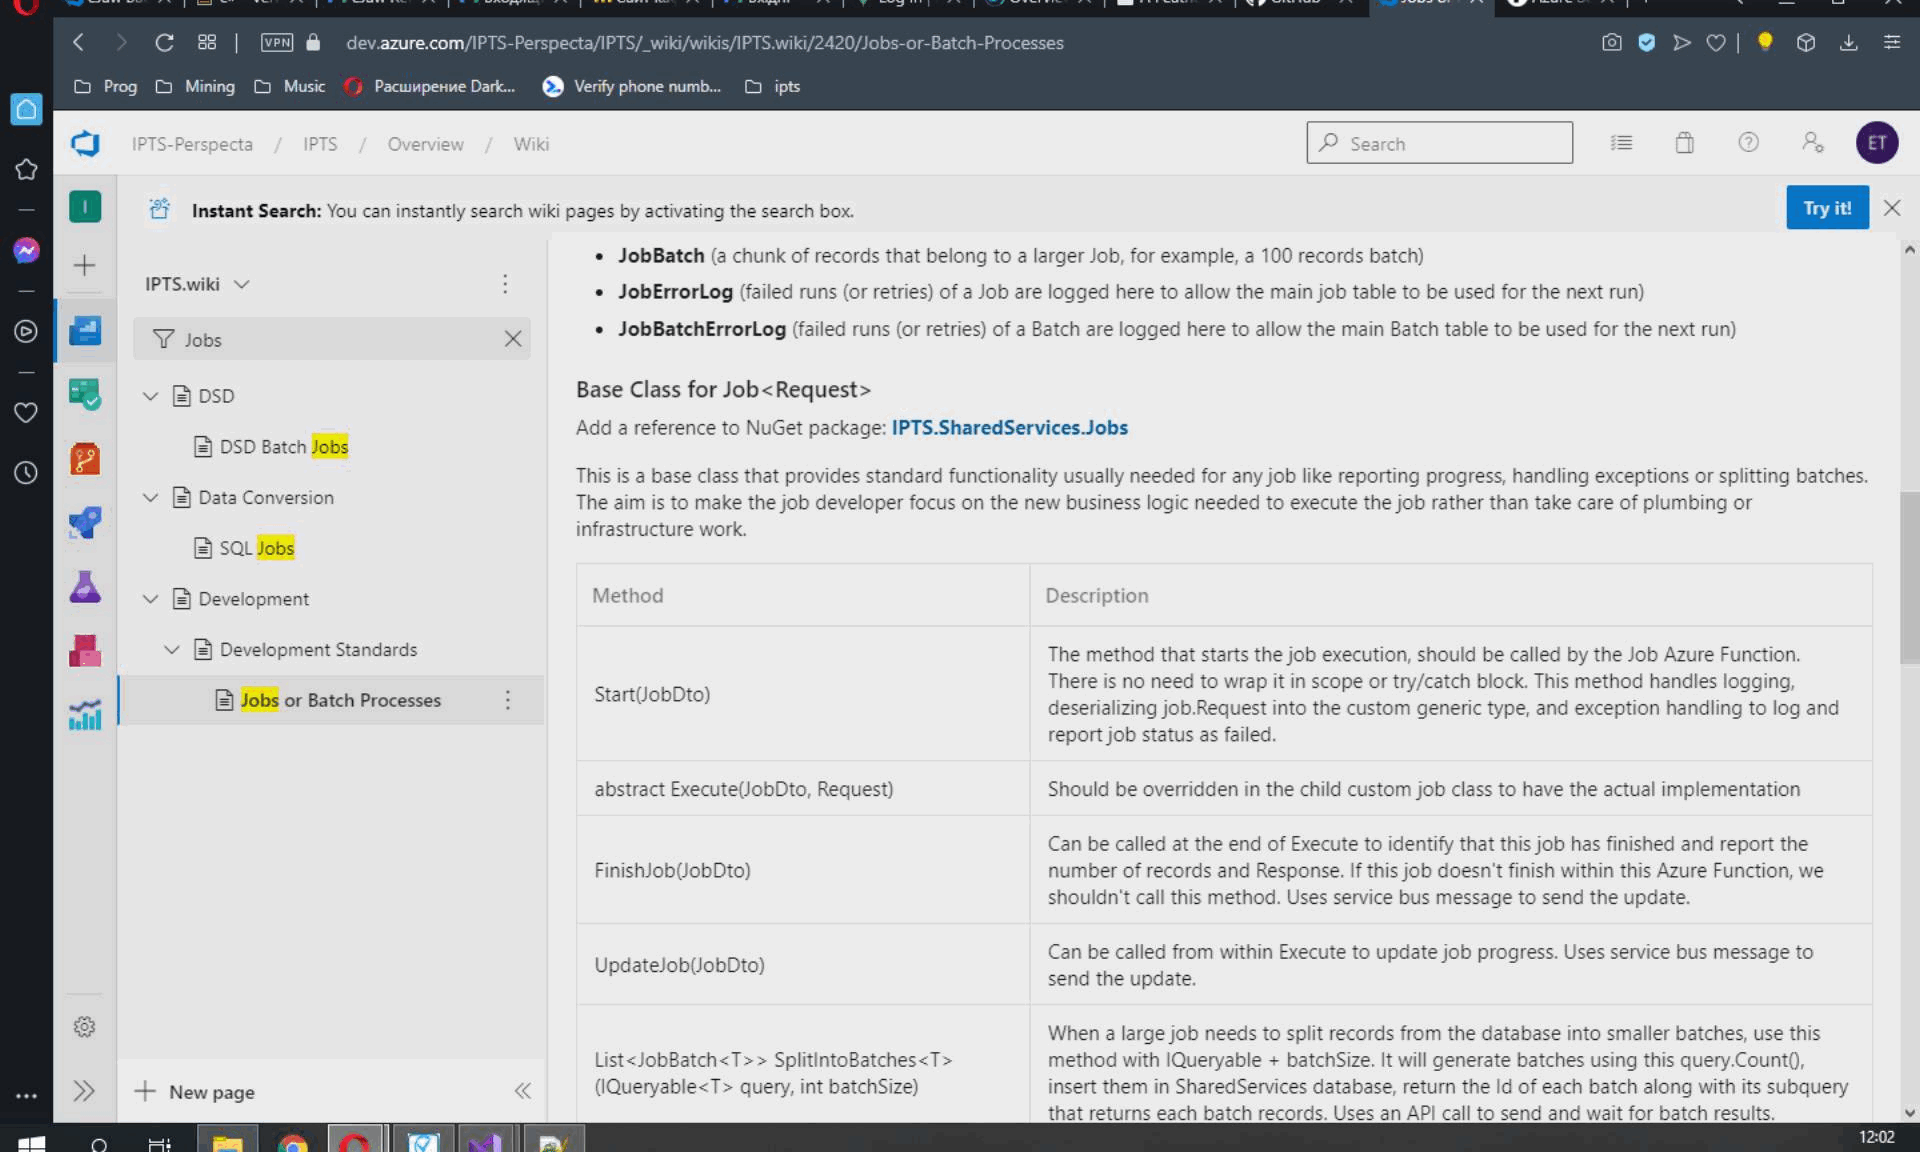 VPN
dev.azure.com/IPTS-Perspecta/IPTS/_wiki/wikis/IPTS.wiki/2420/Jobs-or-Batch-Processes
Prog
Mining
Music
Расширение Dark...
Verify phone numb...
ipts
IPTS-Perspecta / IPTS / Overview / Wiki
Search
ET
I
Instant Search: You can instantly search wiki pages by activating the search box.
Try it!
IPTS.wiki
Jobs
DSD
DSD Batch Jobs
Data Conversion
SQL Jobs
Development
Development Standards
Jobs or Batch Processes
New page
JobBatch (a chunk of records that belong to a larger Job, for example, a 100 records batch)
JobErrorLog (failed runs (or retries) of a Job are logged here to allow the main job table to be used for the next run)
JobBatchErrorLog (failed runs (or retries) of a Batch are logged here to allow the main Batch table to be used for the next run)
Base Class for Job<Request>
Add a reference to NuGet package: IPTS.SharedServices.Jobs
This is a base class that provides standard functionality usually needed for any job like reporting progress, handling exceptions or splitting batches.
The aim is to make the job developer focus on the new business logic needed to execute the job rather than take care of plumbing or
infrastructure work.
Method
Description
Start(JobDto)
The method that starts the job execution, should be called by the Job Azure Function.
There is no need to wrap it in scope or try/catch block. This method handles logging,
deserializing job.Request into the custom generic type, and exception handling to log and
report job status as failed.
abstract Execute(JobDto, Request)
Should be overridden in the child custom job class to have the actual implementation
FinishJob(JobDto)
Can be called at the end of Execute to identify that this job has finished and report the
number of records and Response. If this job doesn't finish within this Azure Function, we
shouldn't call this method. Uses service bus message to send the update.
UpdateJob(JobDto)
Can be called from within Execute to update job progress. Uses service bus message to
send the update.
List<JobBatch<T>> SplitIntoBatches<T>
(IQueryable<T> query, int batchSize)
When a large job needs to split records from the database into smaller batches, use this
method with IQueryable + batchSize. It will generate batches using this query.Count(),
insert them in SharedServices database, return the Id of each batch along with its subquery
that returns each batch records. Uses an API call to send and wait for batch results.
12:02